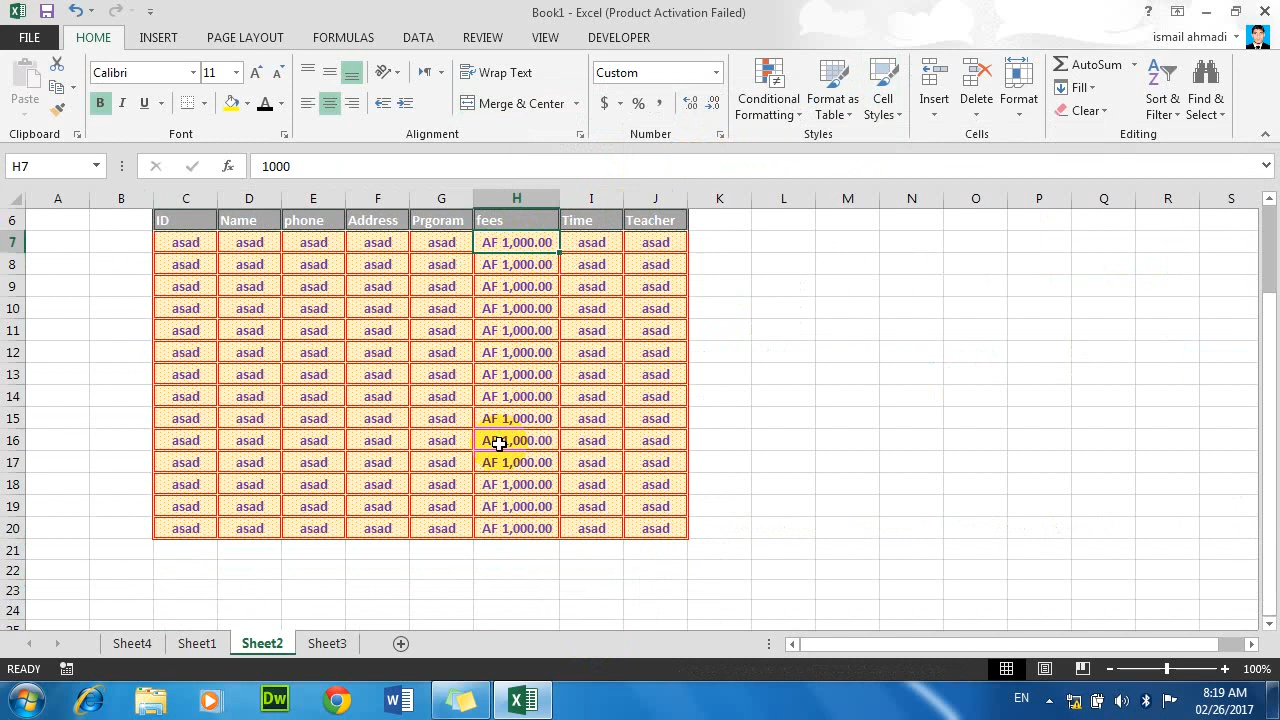 Book1 - Excel (Product Activation Failed)
FILE HOME INSERT PAGE LAYOUT FORMULAS DATA REVIEW VIEW DEVELOPER ismail ahmadi
Paste Calibri 11 A A Wrap Text Custom Conditional Formatting Format as Table Cell Styles Insert Delete Format AutoSum Fill Clear Sort & Filter Find & Select
B I U A Merge & Center $ % ,
Clipboard Font Alignment Number Styles Cells Editing
H7 fx 1000
A B C D E F G H I J K L M N O P Q R S
6 ID Name phone Address Prgoram fees Time Teacher
7 asad asad asad asad asad AF 1,000.00 asad asad
8 asad asad asad asad asad AF 1,000.00 asad asad
9 asad asad asad asad asad AF 1,000.00 asad asad
10 asad asad asad asad asad AF 1,000.00 asad asad
11 asad asad asad asad asad AF 1,000.00 asad asad
12 asad asad asad asad asad AF 1,000.00 asad asad
13 asad asad asad asad asad AF 1,000.00 asad asad
14 asad asad asad asad asad AF 1,000.00 asad asad
15 asad asad asad asad asad AF 1,000.00 asad asad
16 asad asad asad asad asad AF 1,000.00 asad asad
17 asad asad asad asad asad AF 1,000.00 asad asad
18 asad asad asad asad asad AF 1,000.00 asad asad
19 asad asad asad asad asad AF 1,000.00 asad asad
20 asad asad asad asad asad AF 1,000.00 asad asad
21
22
23
24
25
Sheet4 Sheet1 Sheet2 Sheet3
READY 100%
Dw EN 8:19 AM
02/26/2017